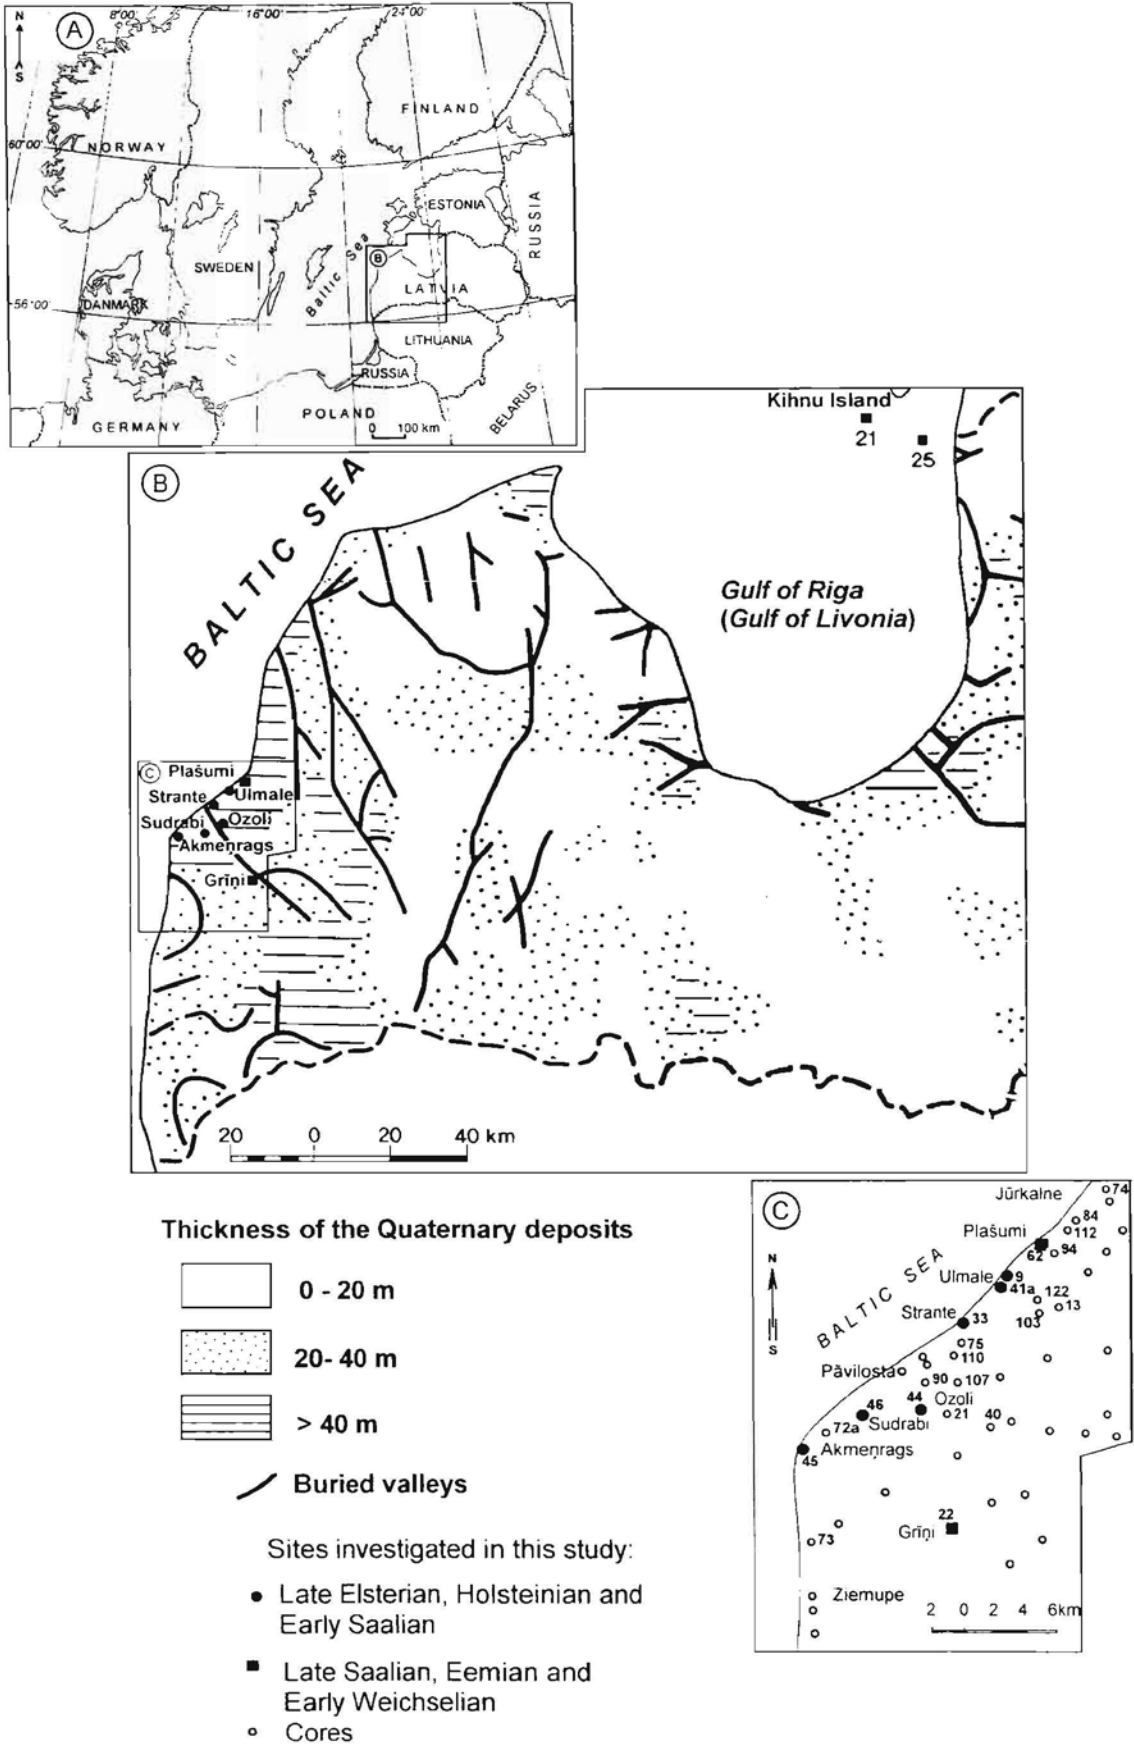 A
N
S
8°00'
16°00'
24°00'
60°00'
56°00'
NORWAY
FINLAND
SWEDEN
ESTONIA
RUSSIA
Baltic Sea
B
LATVIA
DANMARK
LITHUANIA
RUSSIA
POLAND
GERMANY
BELARUS
0 100 km
B
BALTIC SEA
Kihnu Island
21
25
Gulf of Riga
(Gulf of Livonia)
C
Plašumi
Strante
Ulmale
Sudrabi
Ozoli
Akmeņrags
Grīņi
20 0 20 40 km
Thickness of the Quaternary deposits
0 - 20 m
20- 40 m
> 40 m
Buried valleys
Sites investigated in this study:
Late Elsterian, Holsteinian and
Early Saalian
Late Saalian, Eemian and
Early Weichselian
Cores
C
N
S
BALTIC SEA
Jūrkalne
74
84
Plašumi
112
62
94
Ulmale
9
41a
122
13
103
Strante
33
75
110
Pāvilosta
90
107
44
Ozoli
46
21
40
Sudrabi
72a
Akmeņrags
45
22
Grīņi
73
Ziemupe
2 0 2 4 6km